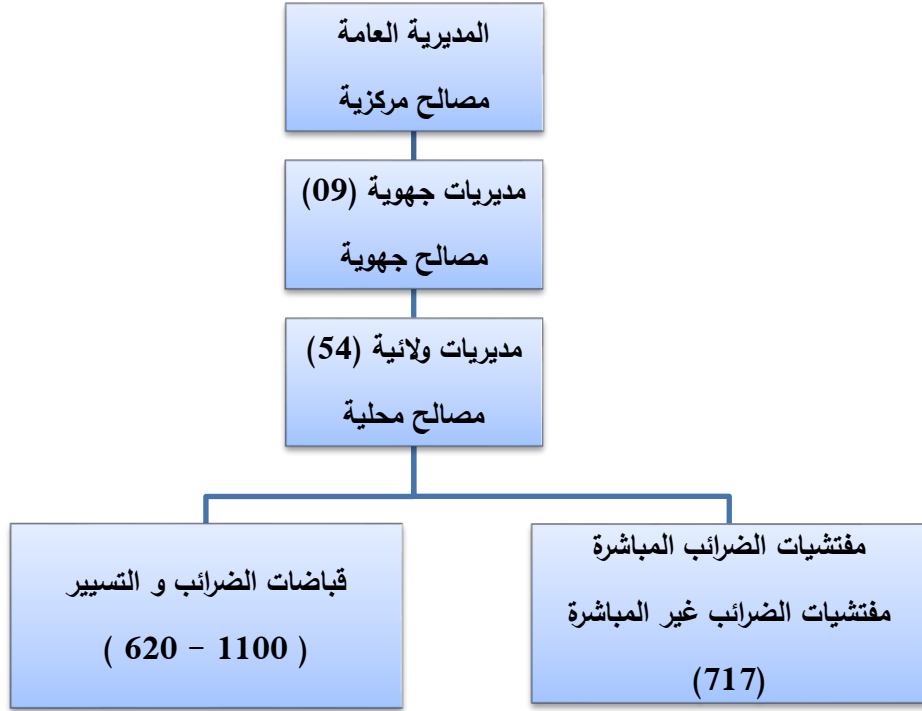 المديرية العامة
مصالح مركزية
مديريات جهوية (09)
مصالح جهوية
مديريات ولائية (54)
مصالح محلية
مفتشيات الضرائب المباشرة
مفتشيات الضرائب غير المباشرة
(717)
قباضات الضرائب و التسيير
( 620 - 1100 )